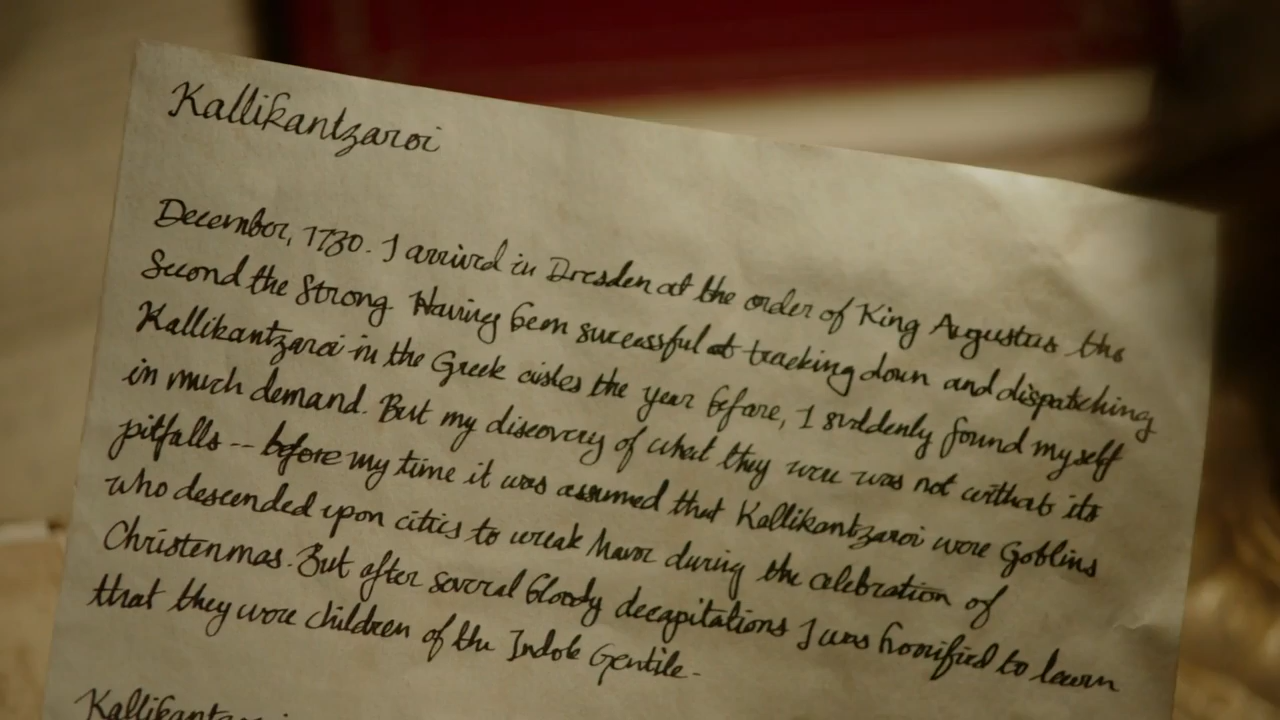 Kallikantzaroi
December, 1730. I arrived in Dresden at the order of King Augustus the
Second the Strong. Having been sucessful at tracking down and dispatching
Kallikantzaroi in the Greek cistes the year before, I suddenly found myself
in much demand. But my discovery of what they were was not without its
pitfalls -- before my time it was assumed that Kallikantzaroi were Goblins
who descended upon cities to wreak havoc during the celebration of
Christenmas. But after several bloody decapitations I was horrified to learn
that they were children of the Indole Gentile.
Kallikantzaroi